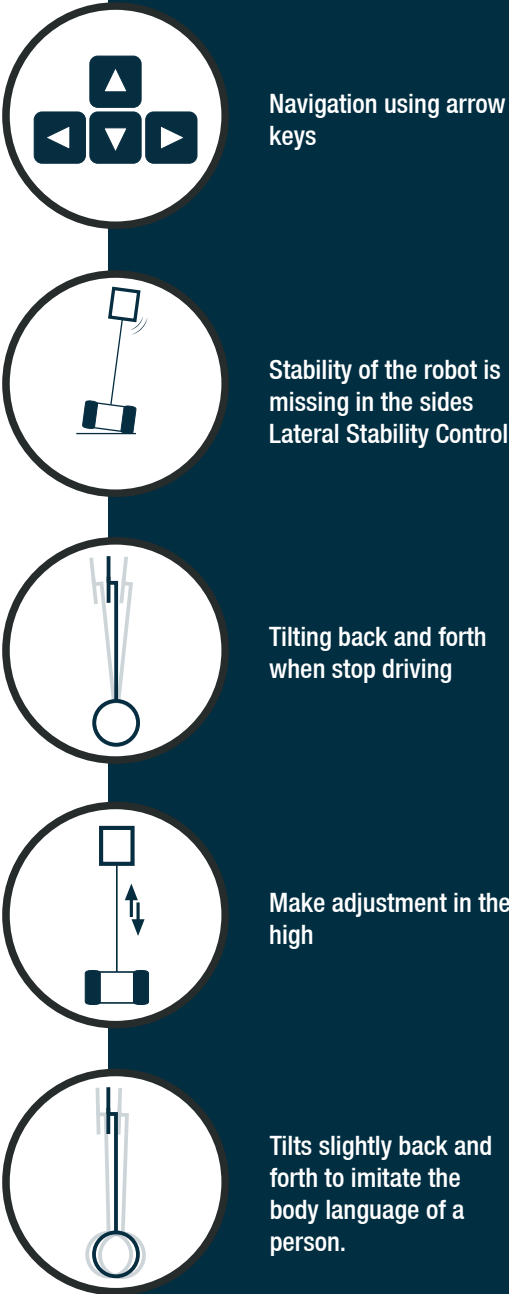 Navigation using arrow
keys
Stability of the robot is
missing in the sides
Lateral Stability Control
Tilting back and forth
when stop driving
Make adjustment in the
high
Tilts slightly back and
forth to imitate the
body language of a
person.